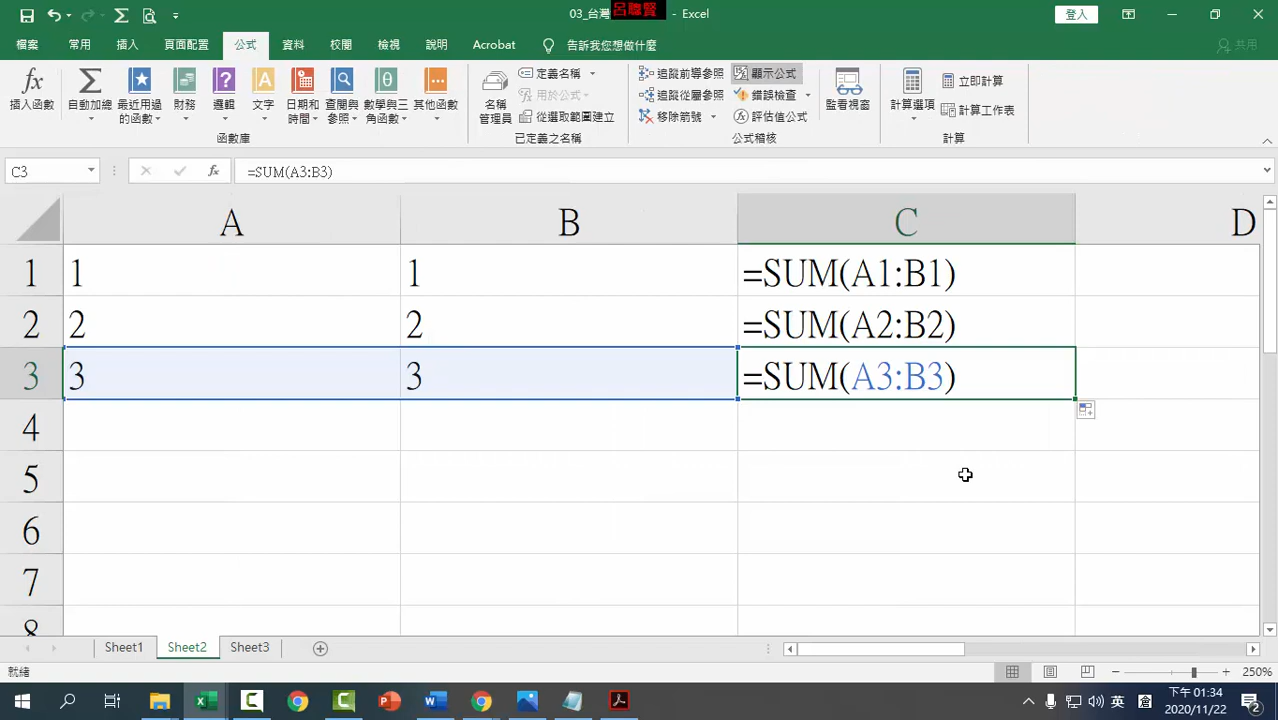 03_台灣 呂聰賢 - Excel
登入
檔案 常用 插入 頁面配置 公式 資料 校閱 檢視 說明 Acrobat 告訴我您想做什麼 共用
fx Σ ? A θ
插入函數 自動加總 最近用過的函數 財務 邏輯 文字 日期和時間 查閱與參照 數學與三角函數 其他函數
函數庫
名稱管理員
定義名稱
用於公式
從選取範圍建立
已定義之名稱
追蹤前導參照 顯示公式
追蹤從屬參照 錯誤檢查
移除箭號 評估值公式
公式稽核
監看視窗
計算選項
立即計算
計算工作表
計算
C3 fx =SUM(A3:B3)
A B C D
1 1 1 =SUM(A1:B1)
2 2 2 =SUM(A2:B2)
3 3 3 =SUM(A3:B3)
4
5
6
7
8
Sheet1 Sheet2 Sheet3
就緒 250%
英 下午 01:34
2020/11/22 2